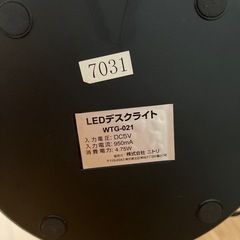 7031
LEDデスクライト
WTG-021
入力電圧: DC5V
入力電流: 950mA
消費電力: 4.75W
株式会社 ニトリ